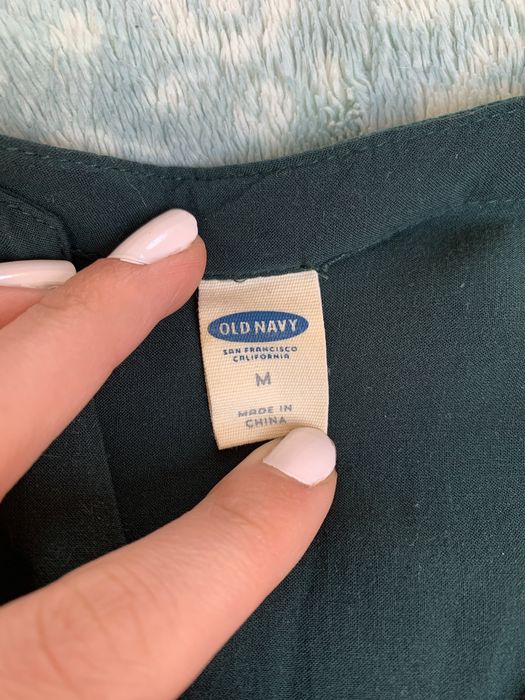 OLD NAVY
SAN FRANCISCO
CALIFORNIA
M
MADE IN
CHINA